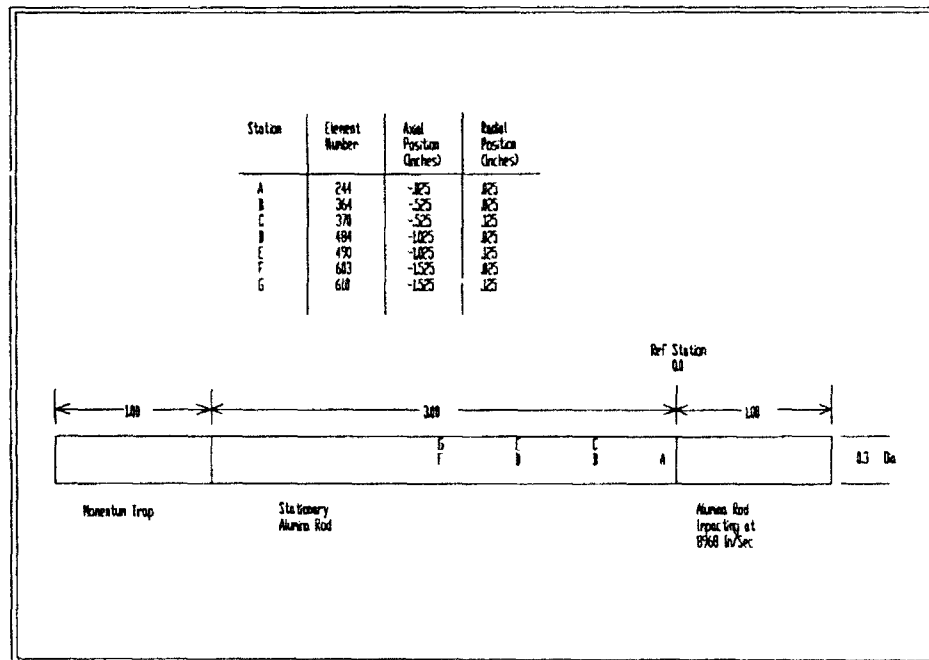 Station Element Number Axial Position (Inches) Radial Position (Inches)
A 244 -.025 .025
B 364 -.525 .025
C 370 -.525 .125
D 484 -1.025 .025
E 490 -1.025 .125
F 603 -1.525 .025
G 610 -1.525 .125
Ref Station
0.0
1.00 3.00 1.00
G E C
F D B A
0.3 Dia
Momentum Trap
Stationary
Alumina Rod
Alumina Rod
Impacting at
8968 In/Sec